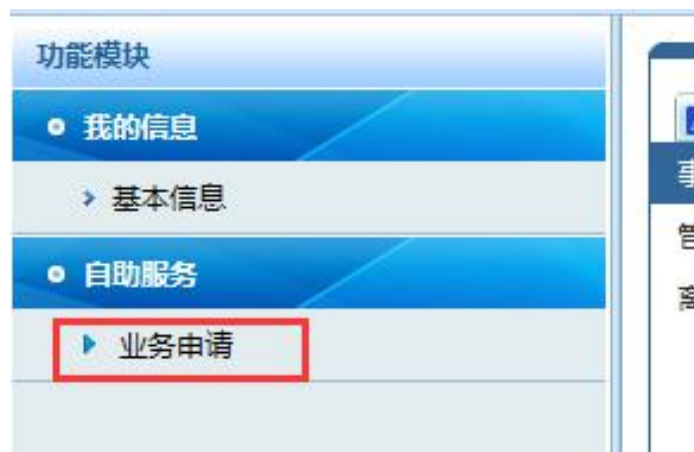 功能模块
我的信息
基本信息
自助服务
业务申请